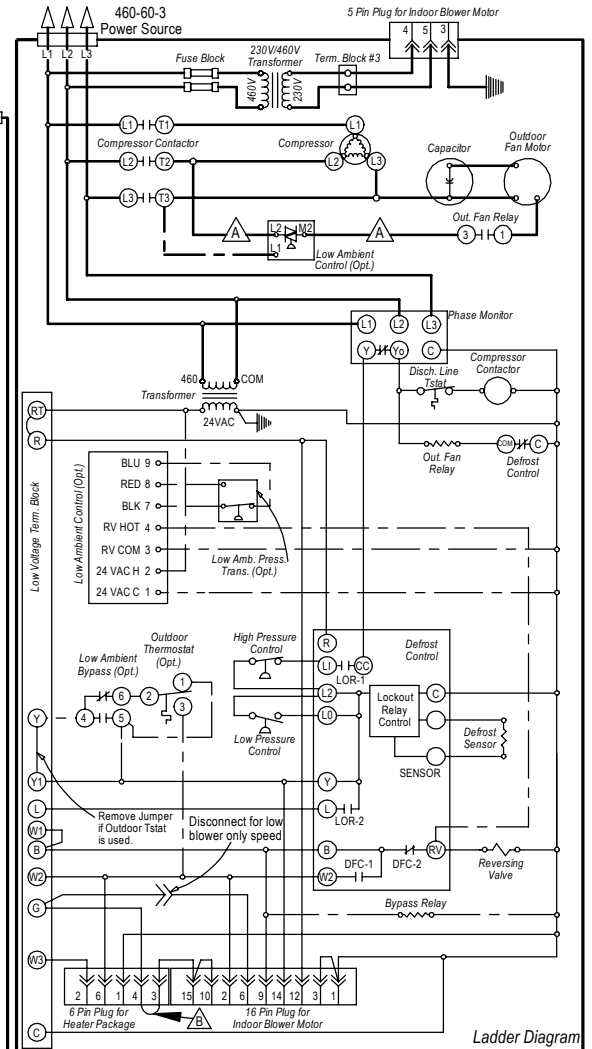 460-60-3
Power Source
5 Pin Plug for Indoor Blower Motor
4 5 3
L1 L2 L3
Fuse Block
230V/460V
Transformer
Term. Block #3
460V
230V
L1 T1
Compressor Contactor
L2 T2
L3 T3
Compressor
L1
L2 L3
Capacitor
Outdoor
Fan Motor
Out. Fan Relay
3 1
A
L2 M2
L1
A
Low Ambient
Control (Opt.)
Phase Monitor
L1 L2 L3
Y Yo C
Disch. Line
Tstat
Compressor
Contactor
460 COM
Transformer
24VAC
Out. Fan
Relay
COM C
Defrost
Control
Low Voltage Term. Block
RT
R
Low Ambient Control (Opt.)
BLU 9
RED 8
BLK 7
RV HOT 4
RV COM 3
24 VAC H 2
24 VAC C 1
Low Amb. Press.
Trans. (Opt.)
Low Ambient
Bypass (Opt.)
Outdoor
Thermostat
(Opt.)
1
6 2
3
4 5
High Pressure
Control
Low Pressure
Control
R
Defrost
Control
LI CC
LOR-1
L2
L0
Lockout
Relay
Control
C
Defrost
Sensor
SENSOR
Y
Y
Y1
L
L
LOR-2
Remove Jumper
if Outdoor Tstat
is used.
Disconnect for low
blower only speed
W1
B
B
DFC-1 DFC-2
RV
Reversing
Valve
W2
W2
G
Bypass Relay
W3
2 6 1 4 3
15 10 2 6 9 14 12 3 1
6 Pin Plug for
Heater Package
B
16 Pin Plug for
Indoor Blower Motor
C
Ladder Diagram